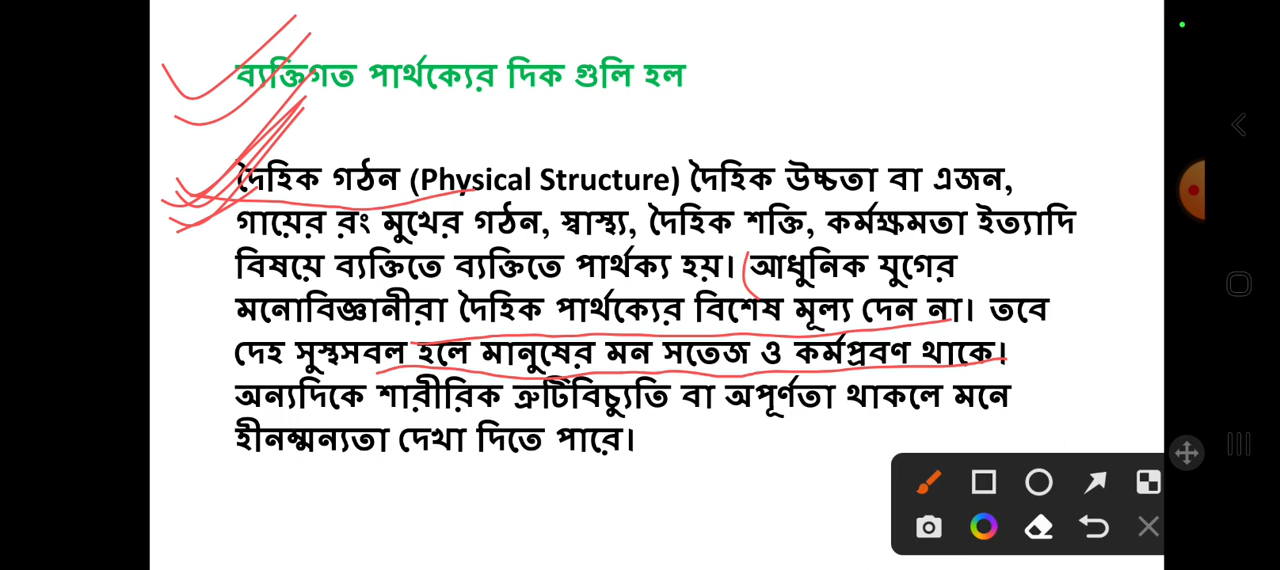 ব্যক্তিগত পার্থক্যের দিক গুলি হল
দৈহিক গঠন (Physical Structure) দৈহিক উচ্চতা বা এজন,
গায়ের রং মুখের গঠন, স্বাস্থ্য, দৈহিক শক্তি, কর্মক্ষমতা ইত্যাদি
বিষয়ে ব্যক্তিতে ব্যক্তিতে পার্থক্য হয়। আধুনিক যুগের
মনোবিজ্ঞানীরা দৈহিক পার্থক্যের বিশেষ মূল্য দেন না। তবে
দেহ সুস্থসবল হলে মানুষের মন সতেজ ও কর্মপ্রবণ থাকে।
অন্যদিকে শারীরিক ত্রুটিবিচ্যুতি বা অপূর্ণতা থাকলে মনে
হীনম্মন্যতা দেখা দিতে পারে।